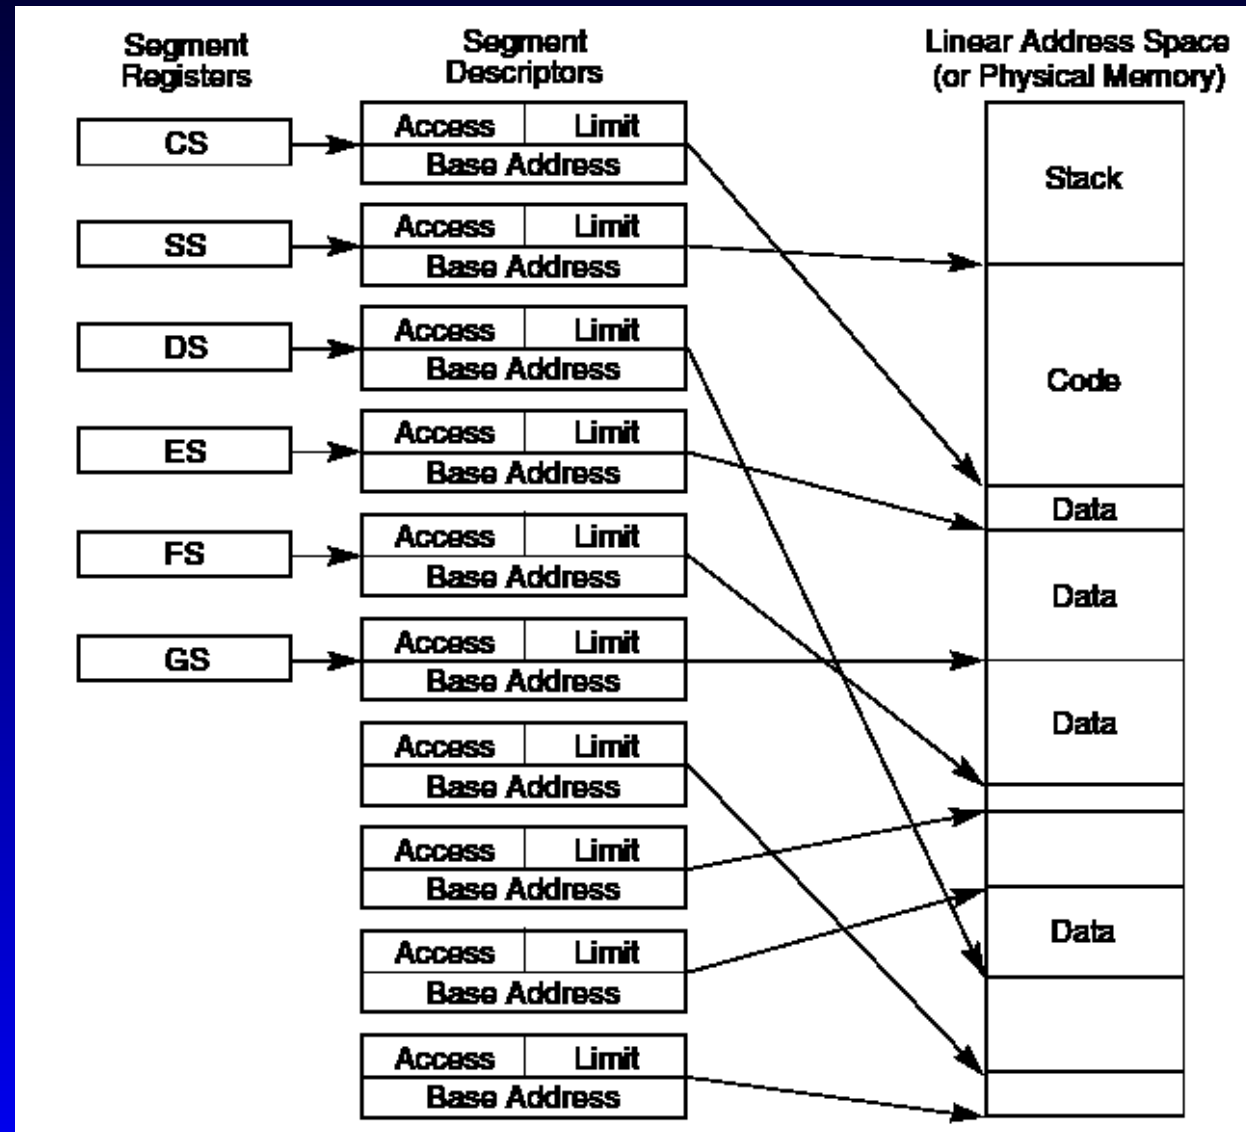 Segment
Registers
Segment
Descriptors
Linear Address Space
(or Physical Memory)
CS
Access Limit
Base Address
Stack
SS
Access Limit
Base Address
DS
Access Limit
Base Address
Code
ES
Access Limit
Base Address
Data
FS
Access Limit
Base Address
Data
GS
Access Limit
Base Address
Data
Access Limit
Base Address
Access Limit
Base Address
Access Limit
Base Address
Data
Access Limit
Base Address